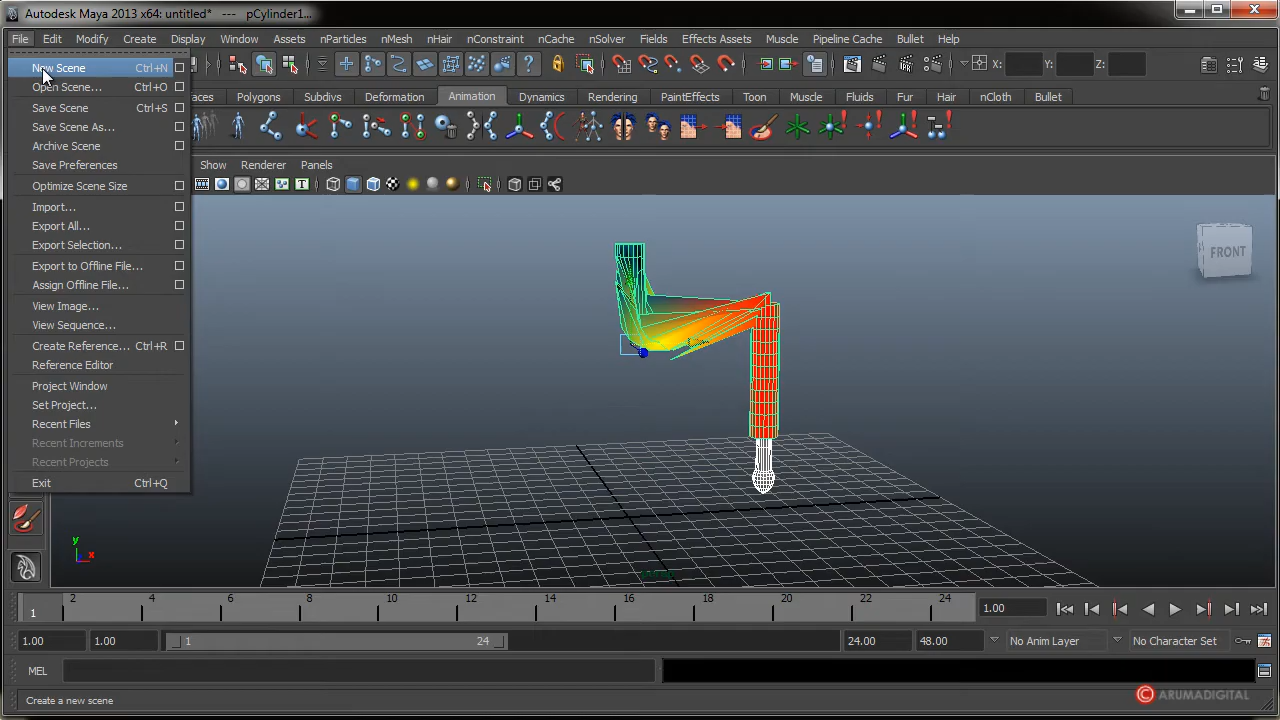 Autodesk Maya 2013 x64: untitled* --- pCylinder1...
File Edit Modify Create Display Window Assets nParticles nMesh nHair nConstraint nCache nSolver Fields Effects Assets Muscle Pipeline Cache Bullet Help
X: Y: Z:
aces Polygons Subdivs Deformation Animation Dynamics Rendering PaintEffects Toon Muscle Fluids Fur Hair nCloth Bullet
Show Renderer Panels
New Scene Ctrl+N
Open Scene... Ctrl+O
Save Scene Ctrl+S
Save Scene As...
Archive Scene
Save Preferences
Optimize Scene Size
Import...
Export All...
Export Selection...
Export to Offline File...
Assign Offline File...
View Image...
View Sequence...
Create Reference... Ctrl+R
Reference Editor
Project Window
Set Project...
Recent Files
Recent Increments
Recent Projects
Exit Ctrl+Q
FRONT
y
x
persp
1 2 4 6 8 10 12 14 16 18 20 22 24 1.00
1.00 1.00 1 24 24.00 48.00 No Anim Layer No Character Set
MEL
Create a new scene
© ARUMADIGITAL